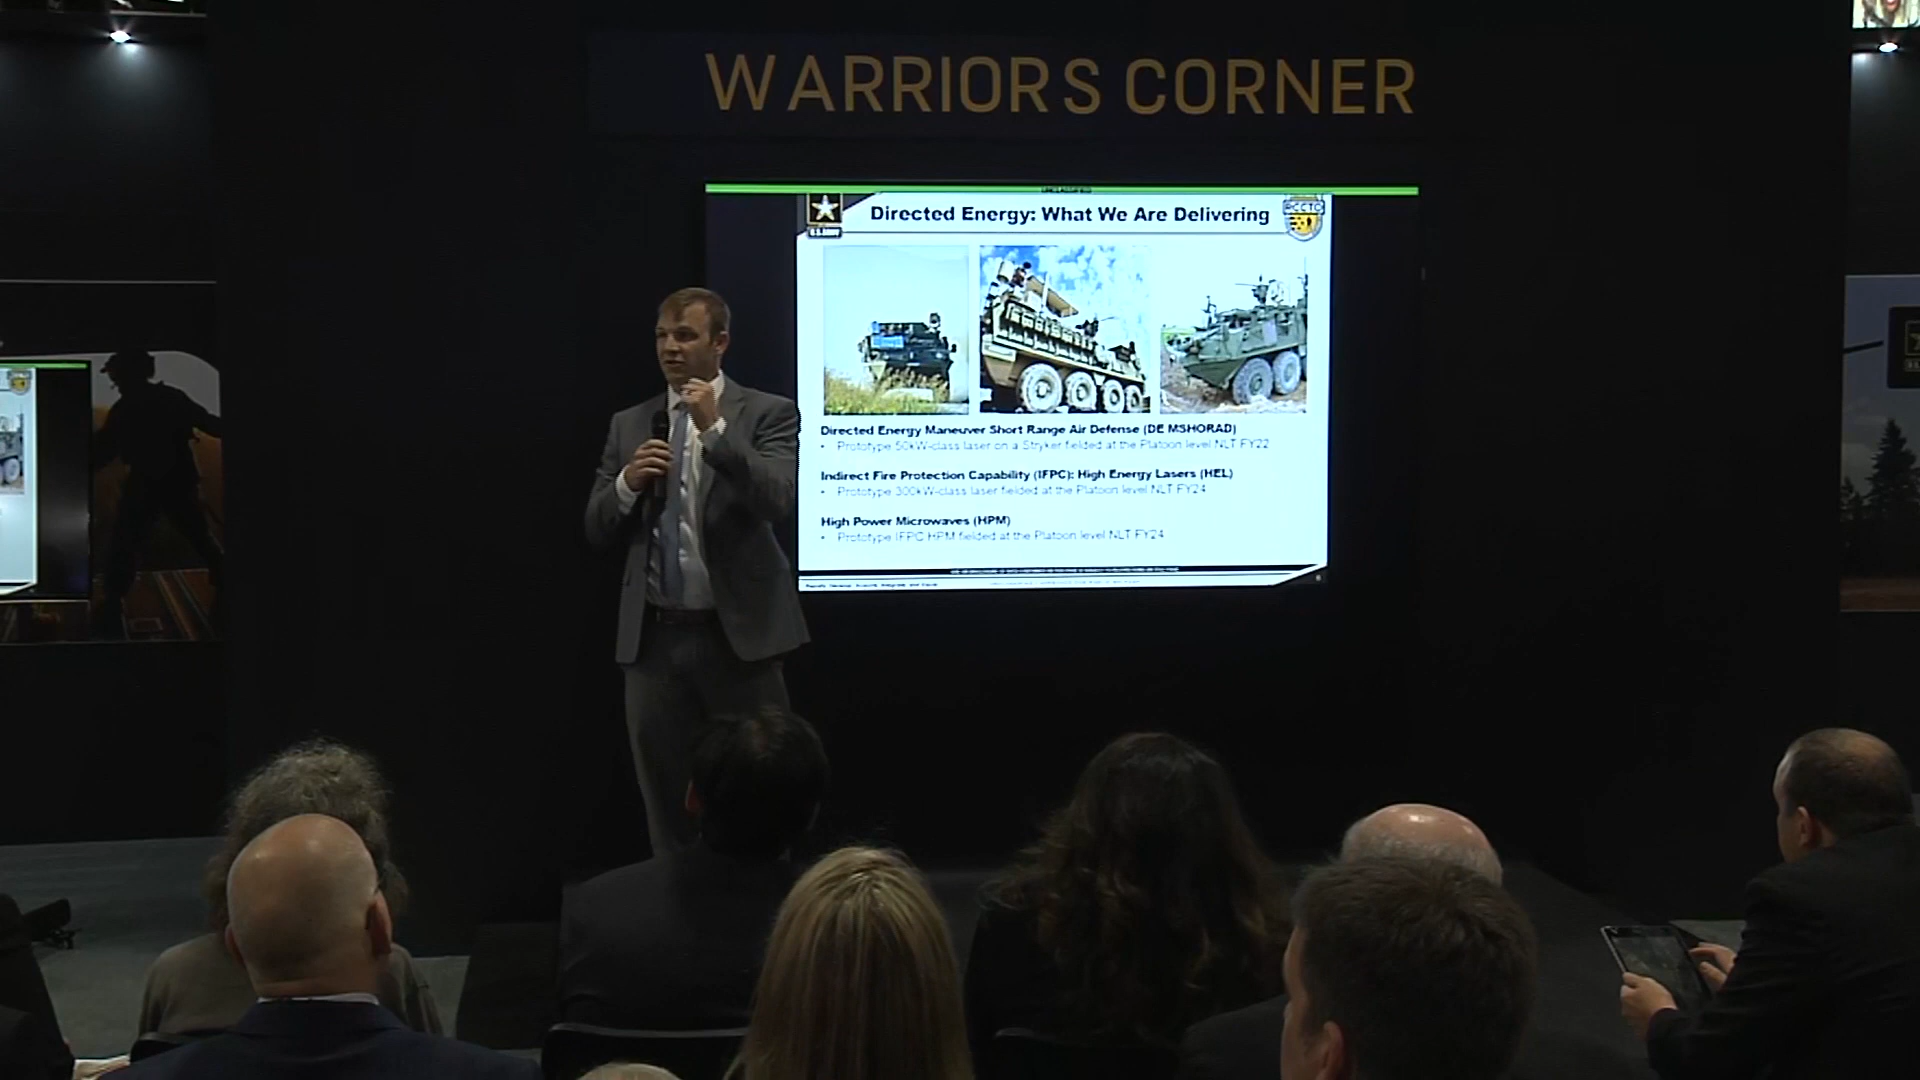 WARRIORS CORNER
UNCLASSIFIED
Directed Energy: What We Are Delivering
U.S. ARMY
RCCTO
Directed Energy Maneuver Short Range Air Defense (DE MSHORAD)
• Prototype 50kW-class laser on a Stryker fielded at the Platoon level NLT FY22
Indirect Fire Protection Capability (IFPC): High Energy Lasers (HEL)
• Prototype 300kW-class laser fielded at the Platoon level NLT FY24
High Power Microwaves (HPM)
• Prototype IFPC HPM fielded at the Platoon level NLT FY24